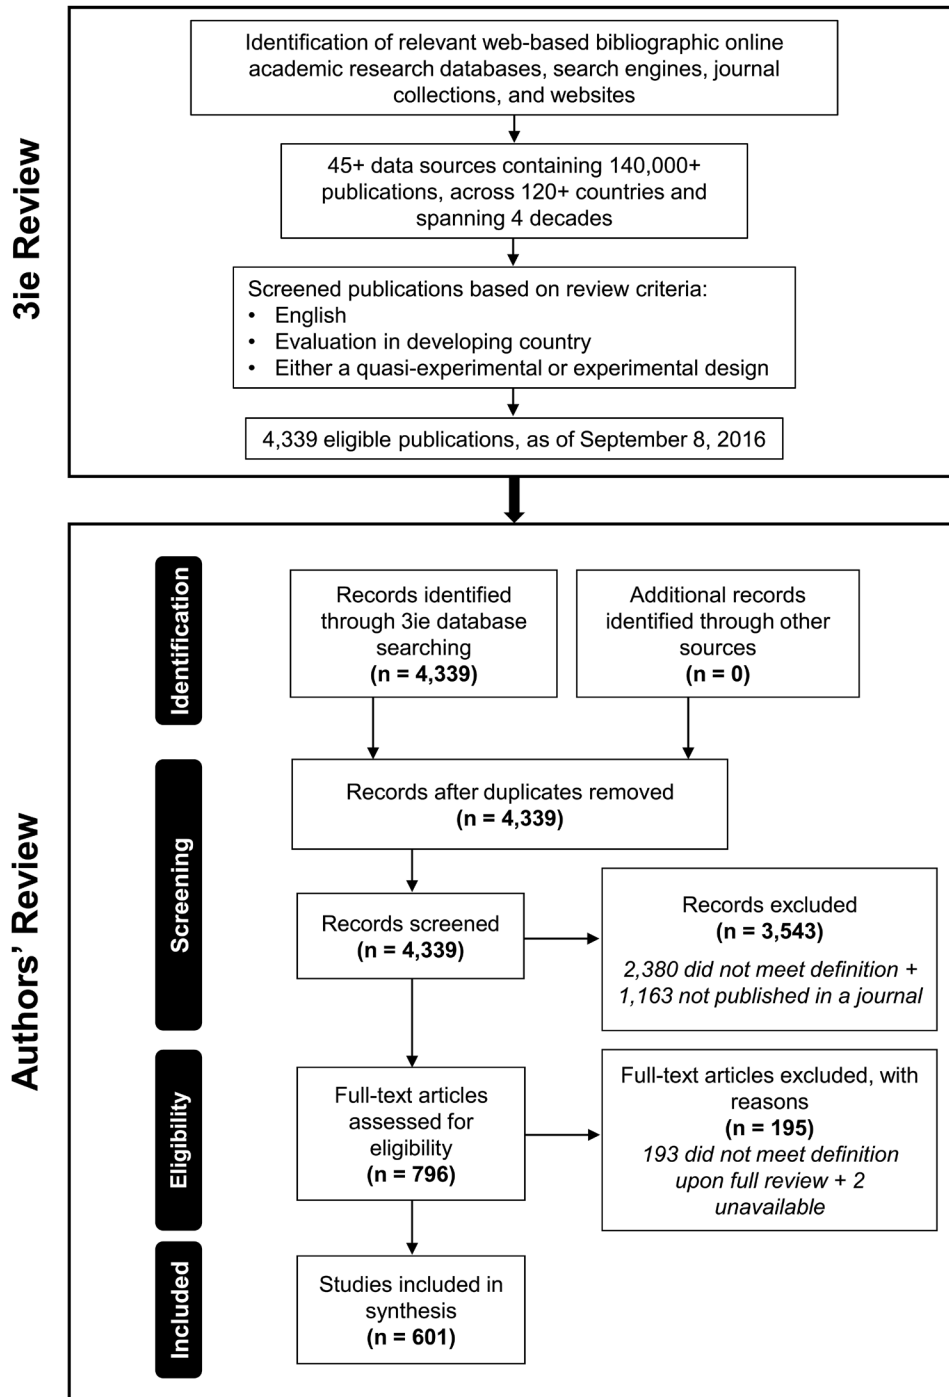 3ie Review
Identification of relevant web-based bibliographic online
academic research databases, search engines, journal
collections, and websites
45+ data sources containing 140,000+
publications, across 120+ countries and
spanning 4 decades
Screened publications based on review criteria:
• English
• Evaluation in developing country
• Either a quasi-experimental or experimental design
4,339 eligible publications, as of September 8, 2016
Authors’ Review
Identification
Records identified
through 3ie database
searching
(n = 4,339)
Additional records
identified through other
sources
(n = 0)
Screening
Records after duplicates removed
(n = 4,339)
Records screened
(n = 4,339)
Records excluded
(n = 3,543)
2,380 did not meet definition +
1,163 not published in a journal
Eligibility
Full-text articles
assessed for
eligibility
(n = 796)
Full-text articles excluded, with
reasons
(n = 195)
193 did not meet definition
upon full review + 2
unavailable
Included
Studies included in
synthesis
(n = 601)